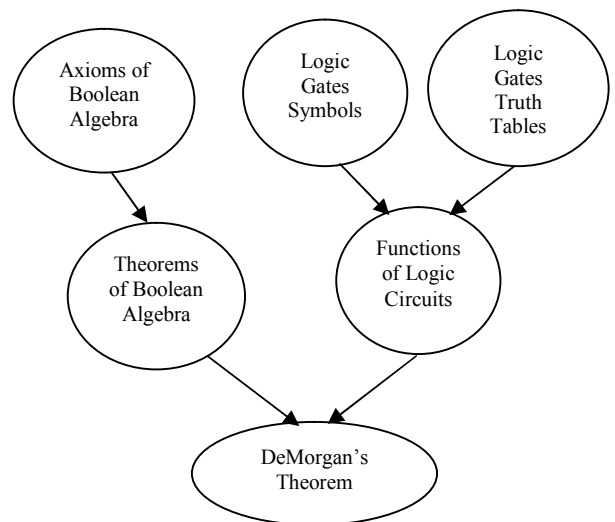 Axioms of
Boolean
Algebra
Logic
Gates
Symbols
Logic
Gates
Truth
Tables
Theorems
of Boolean
Algebra
Functions
of Logic
Circuits
DeMorgan’s
Theorem